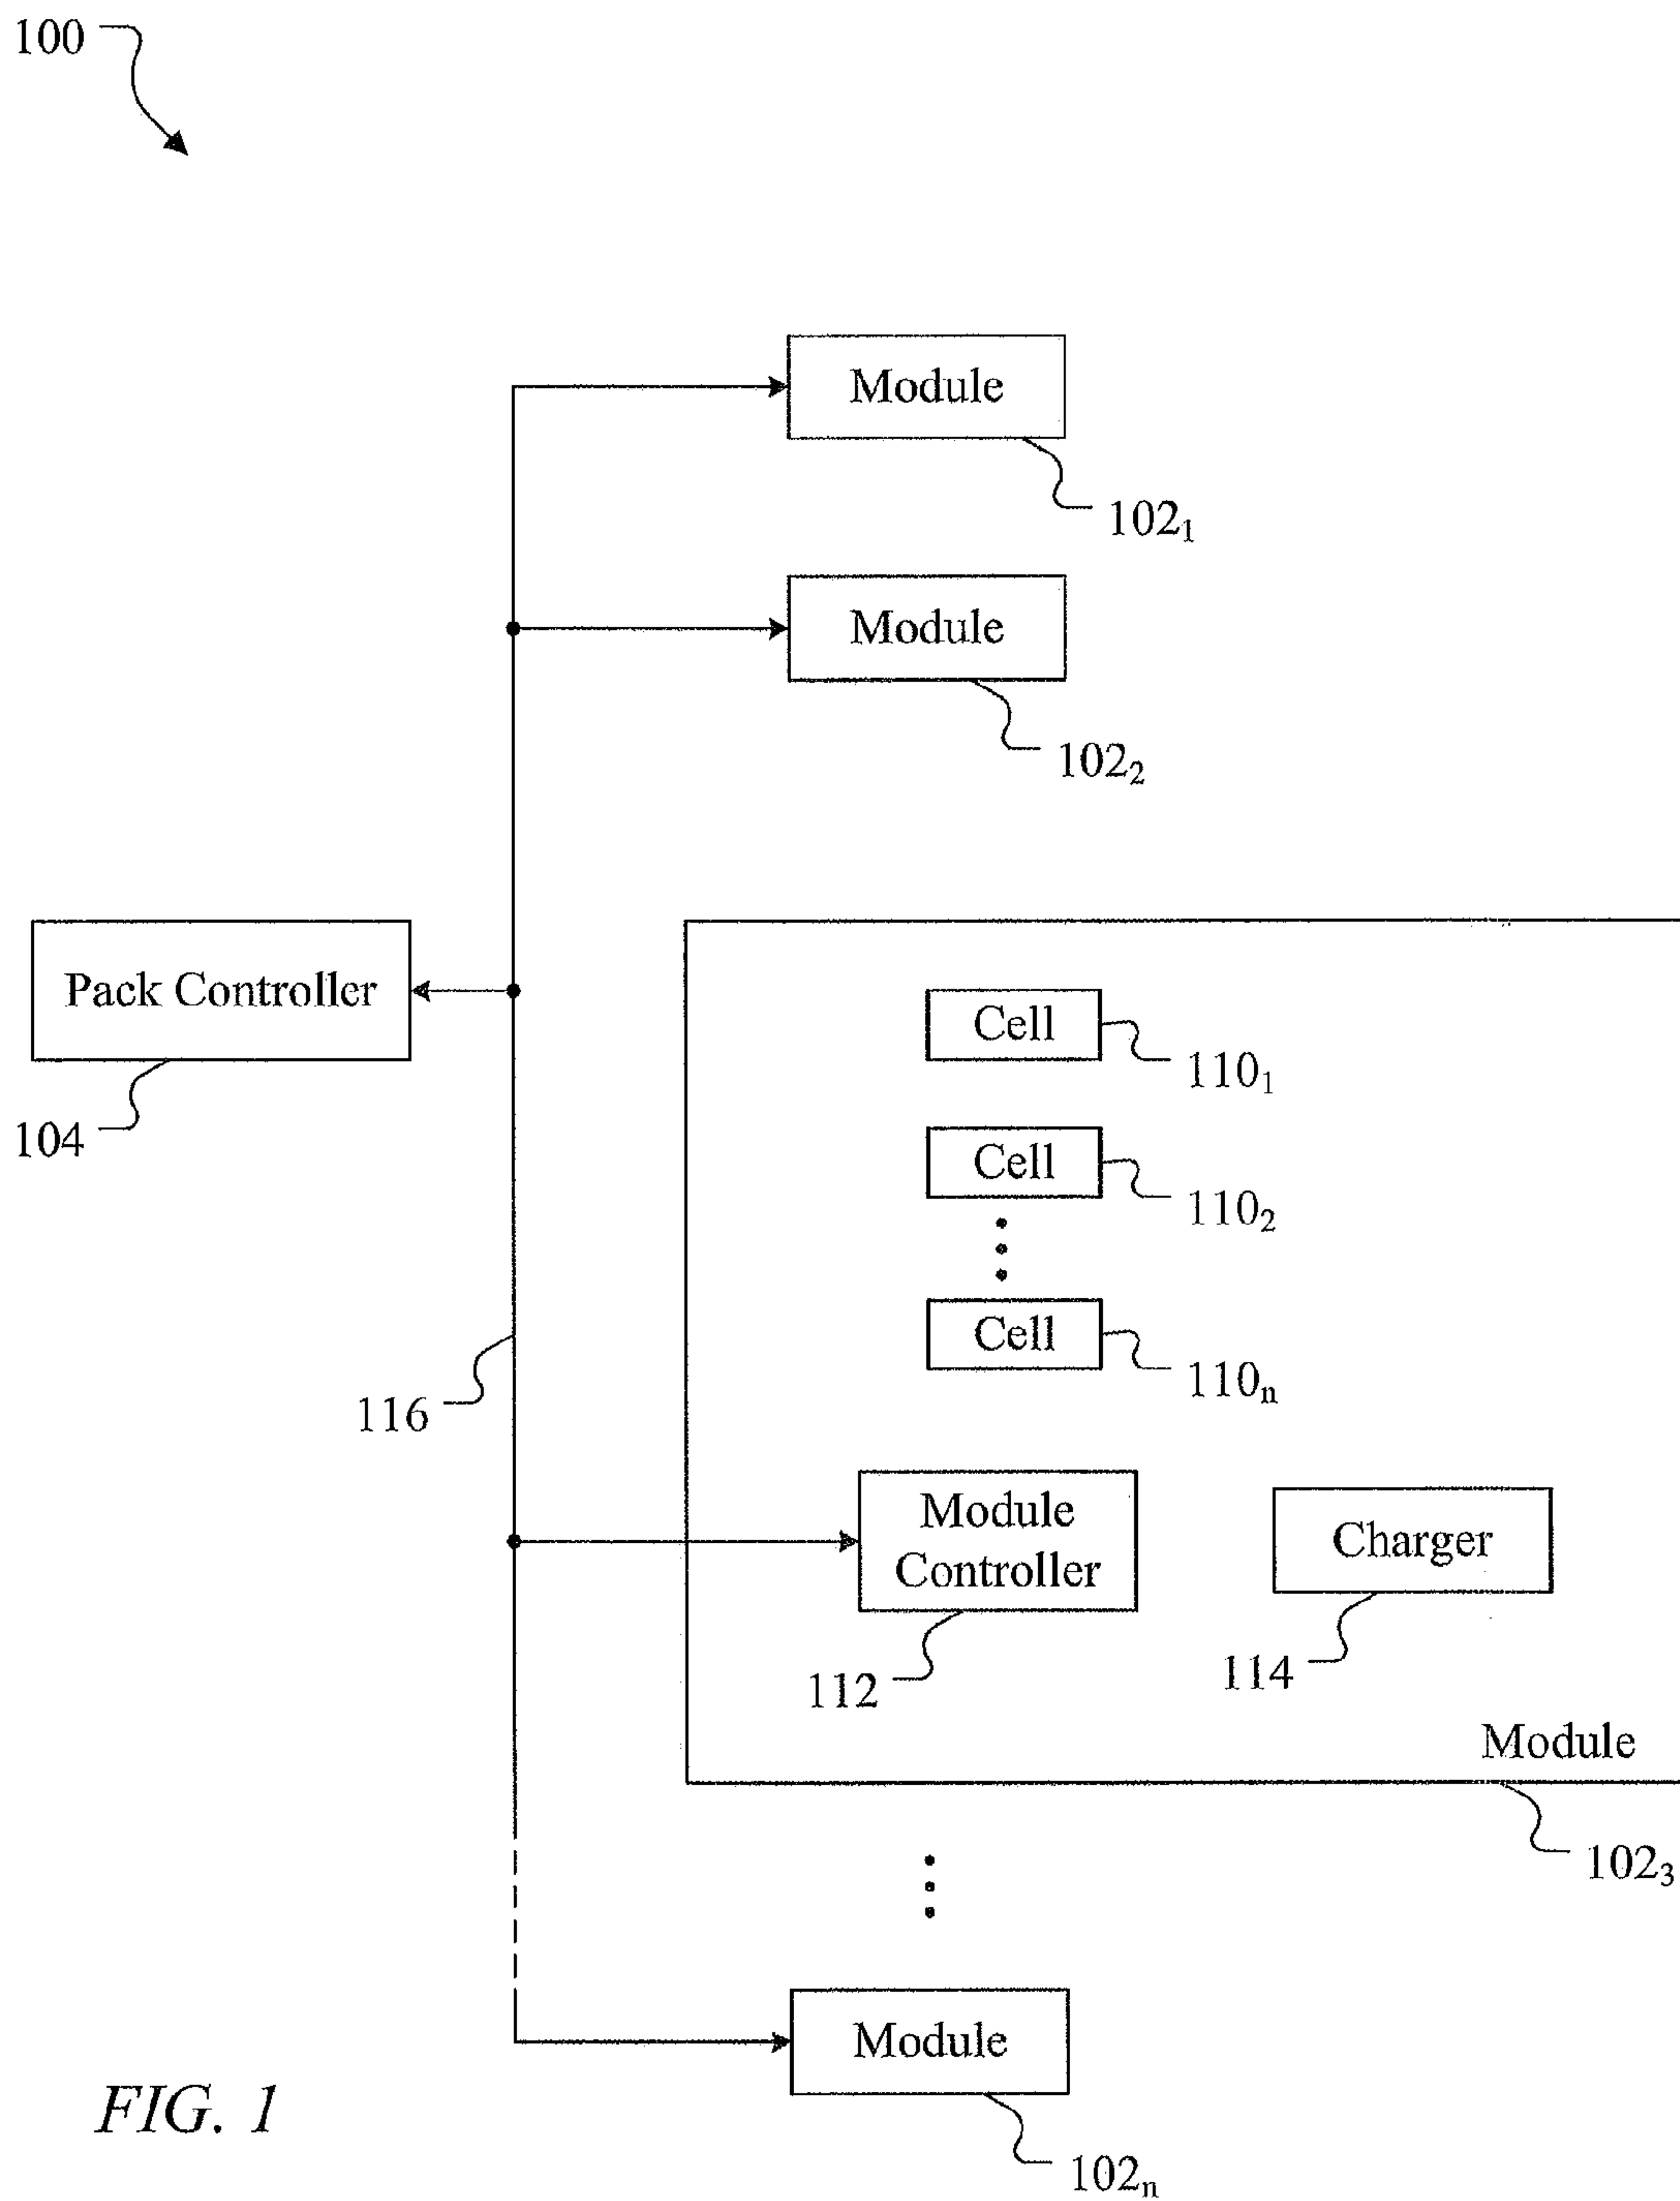 100
Module
102₁
Module
102₂
Pack Controller
104
Cell
110₁
Cell
110₂
Cell
110ₙ
116
Module
Controller
112
Charger
114
Module
102₃
Module
102ₙ
FIG. 1